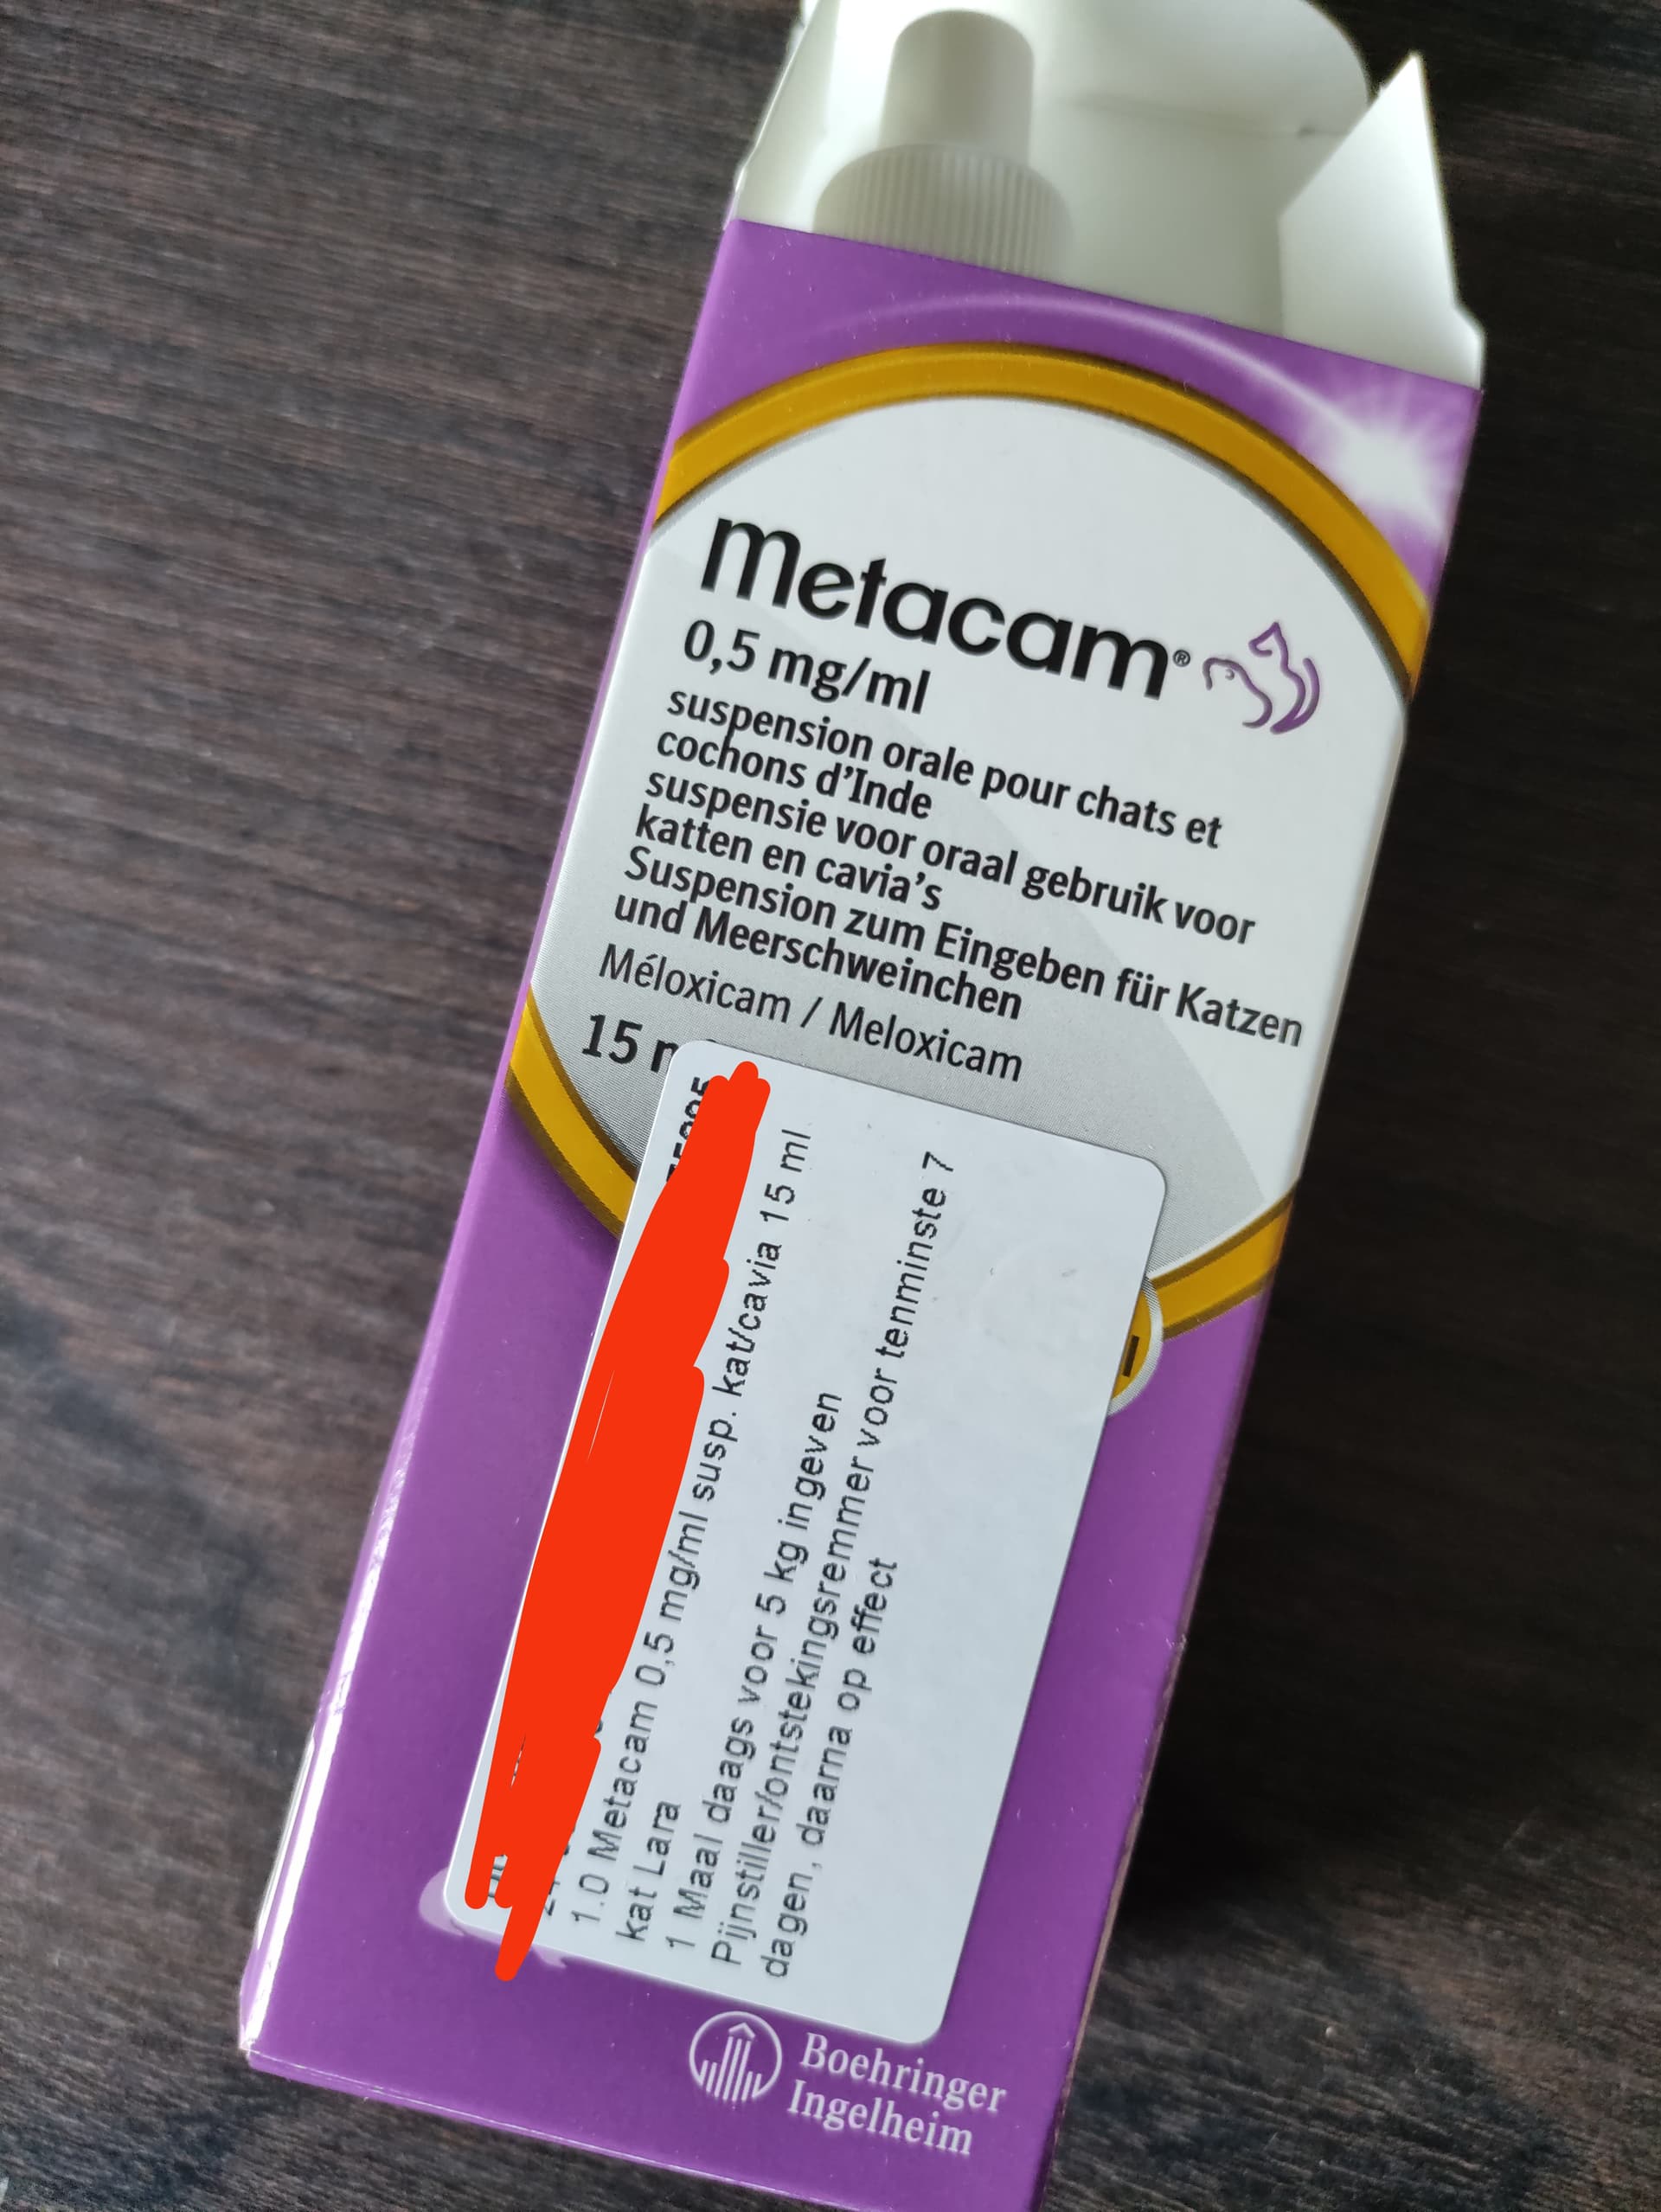 metacam®
0,5 mg/ml
suspension orale pour chats et
cochons d'Inde
suspensie voor oraal gebruik voor
katten en cavia's
Suspension zum Eingeben für Katzen
und Meerschweinchen
Méloxicam / Meloxicam
15
1.0 Metacam 0,5 mg/ml susp. kat/cavia 15 ml
kat Lara
1 Maal daags voor 5 kg ingeven
Pijnstiller/ontstekingsremmer voor tenminste 7
dagen, daarna op effect
Boehringer
Ingelheim